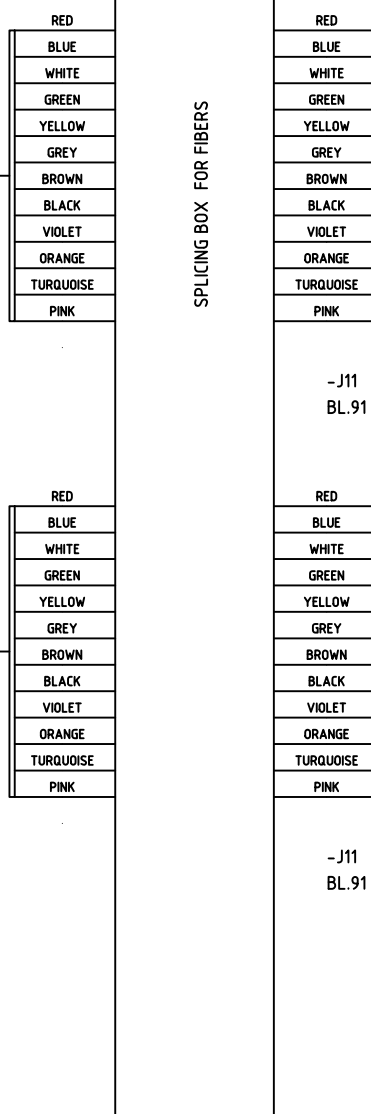 RED
BLUE
WHITE
GREEN
YELLOW
GREY
BROWN
BLACK
VIOLET
ORANGE
TURQUOISE
PINK
SPLICING BOX FOR FIBERS
RED
BLUE
WHITE
GREEN
YELLOW
GREY
BROWN
BLACK
VIOLET
ORANGE
TURQUOISE
PINK
-J11
BL.91
RED
BLUE
WHITE
GREEN
YELLOW
GREY
BROWN
BLACK
VIOLET
ORANGE
TURQUOISE
PINK
RED
BLUE
WHITE
GREEN
YELLOW
GREY
BROWN
BLACK
VIOLET
ORANGE
TURQUOISE
PINK
-J11
BL.91